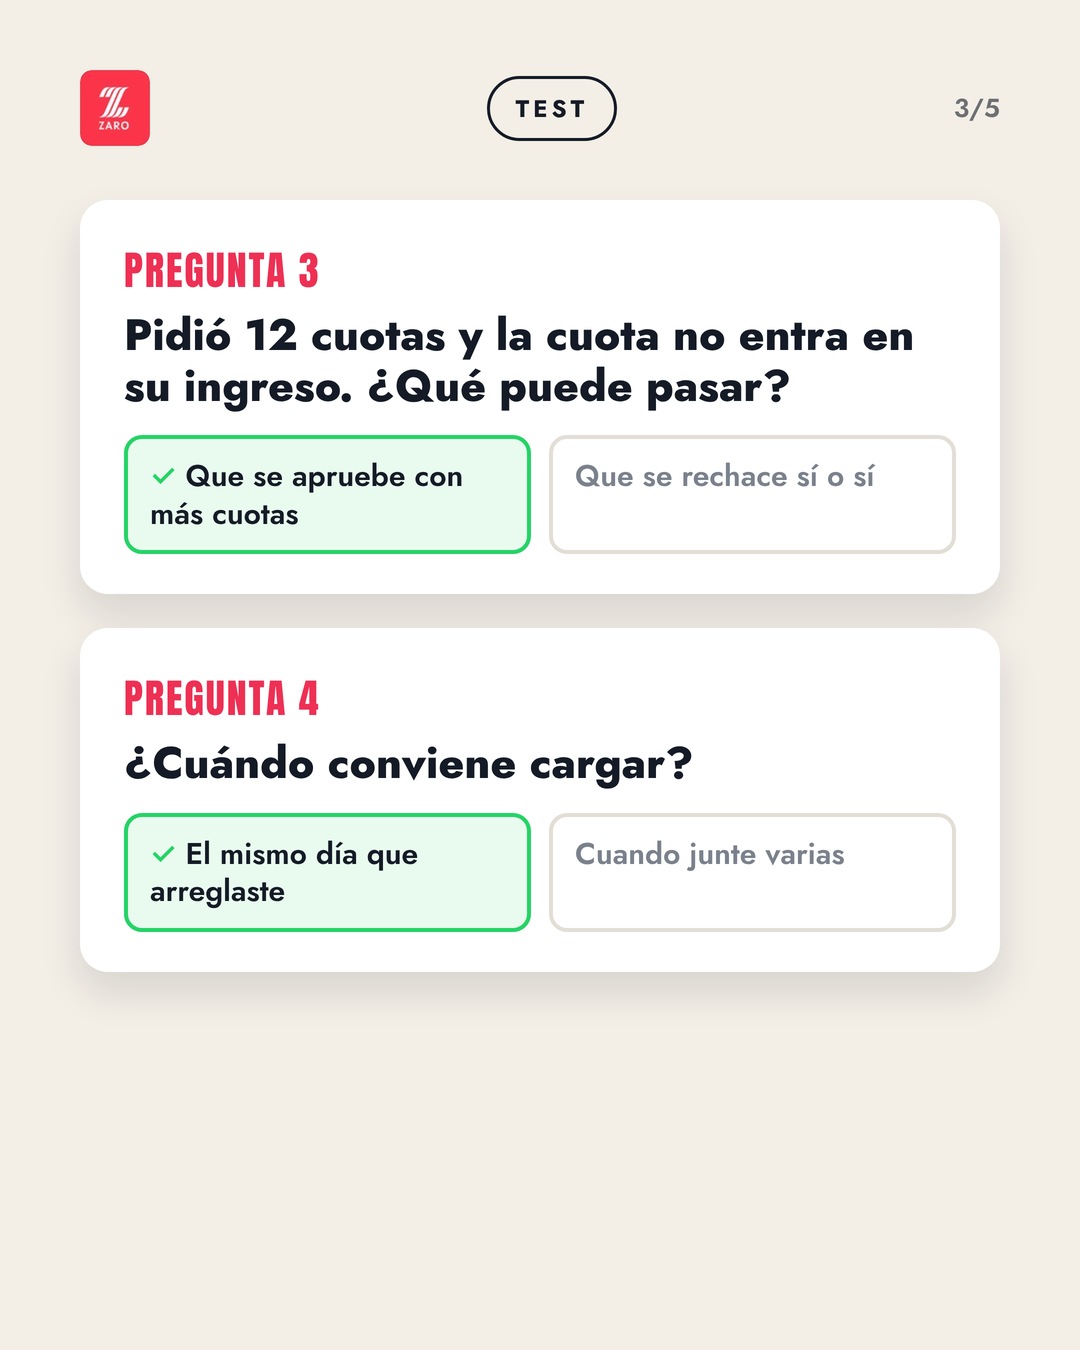 ZARO
TEST
3/5
PREGUNTA 3
Pidió 12 cuotas y la cuota no entra en
su ingreso. ¿Qué puede pasar?
✓ Que se apruebe con
más cuotas
Que se rechace sí o sí
PREGUNTA 4
¿Cuándo conviene cargar?
✓ El mismo día que
arreglaste
Cuando junte varias